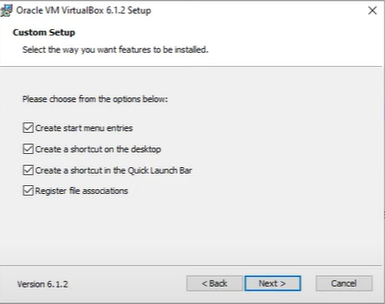 Oracle VM VirtualBox 6.1.2 Setup
Custom Setup
Select the way you want features to be installed.
Please choose from the options below:
Create start menu entries
Create a shortcut on the desktop
Create a shortcut in the Quick Launch Bar
Register file associations
Version 6.1.2
< Back
Next >
Cancel